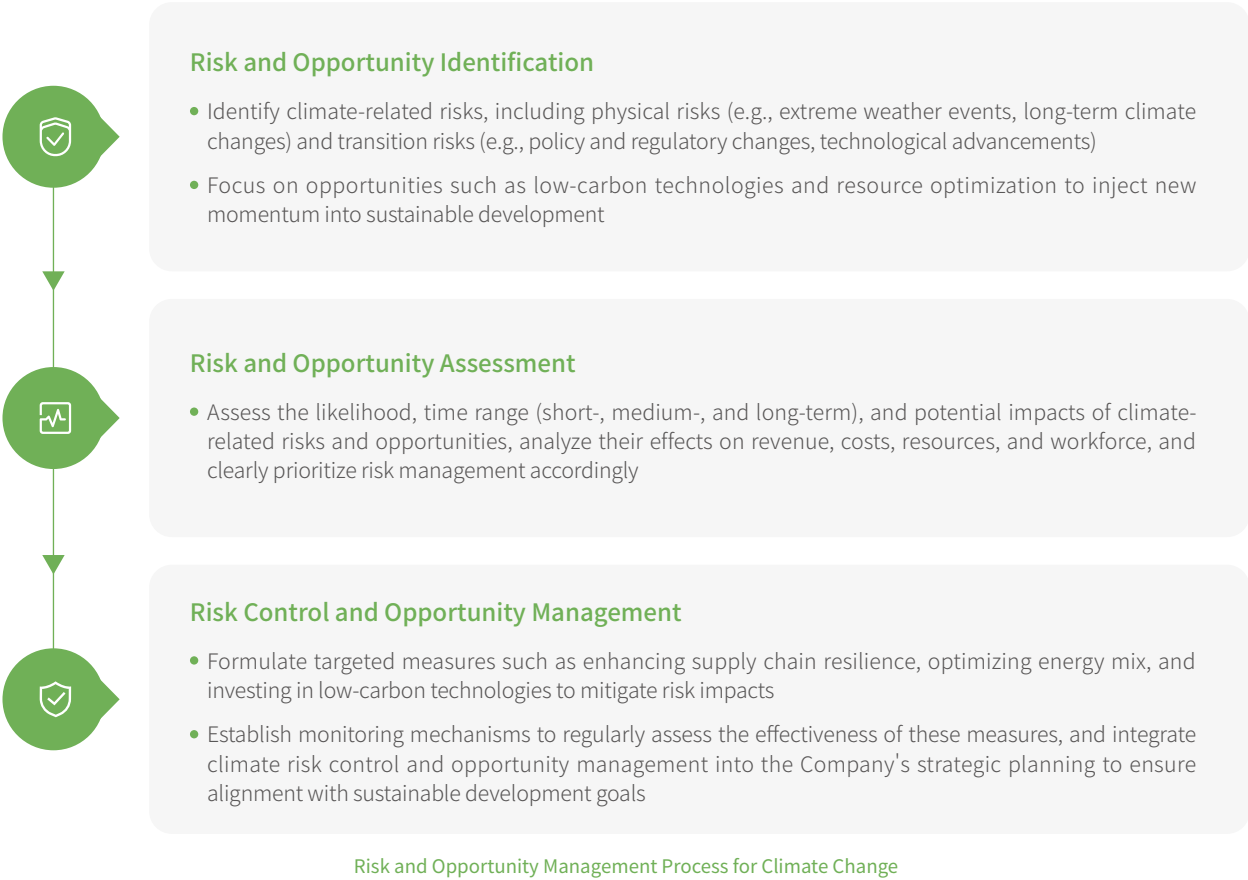 Risk and Opportunity Identification
• Identify climate-related risks, including physical risks (e.g., extreme weather events, long-term climate
changes) and transition risks (e.g., policy and regulatory changes, technological advancements)
• Focus on opportunities such as low-carbon technologies and resource optimization to inject new
momentum into sustainable development
Risk and Opportunity Assessment
• Assess the likelihood, time range (short-, medium-, and long-term), and potential impacts of climate-
related risks and opportunities, analyze their effects on revenue, costs, resources, and workforce, and
clearly prioritize risk management accordingly
Risk Control and Opportunity Management
• Formulate targeted measures such as enhancing supply chain resilience, optimizing energy mix, and
investing in low-carbon technologies to mitigate risk impacts
• Establish monitoring mechanisms to regularly assess the effectiveness of these measures, and integrate
climate risk control and opportunity management into the Company's strategic planning to ensure
alignment with sustainable development goals
Risk and Opportunity Management Process for Climate Change